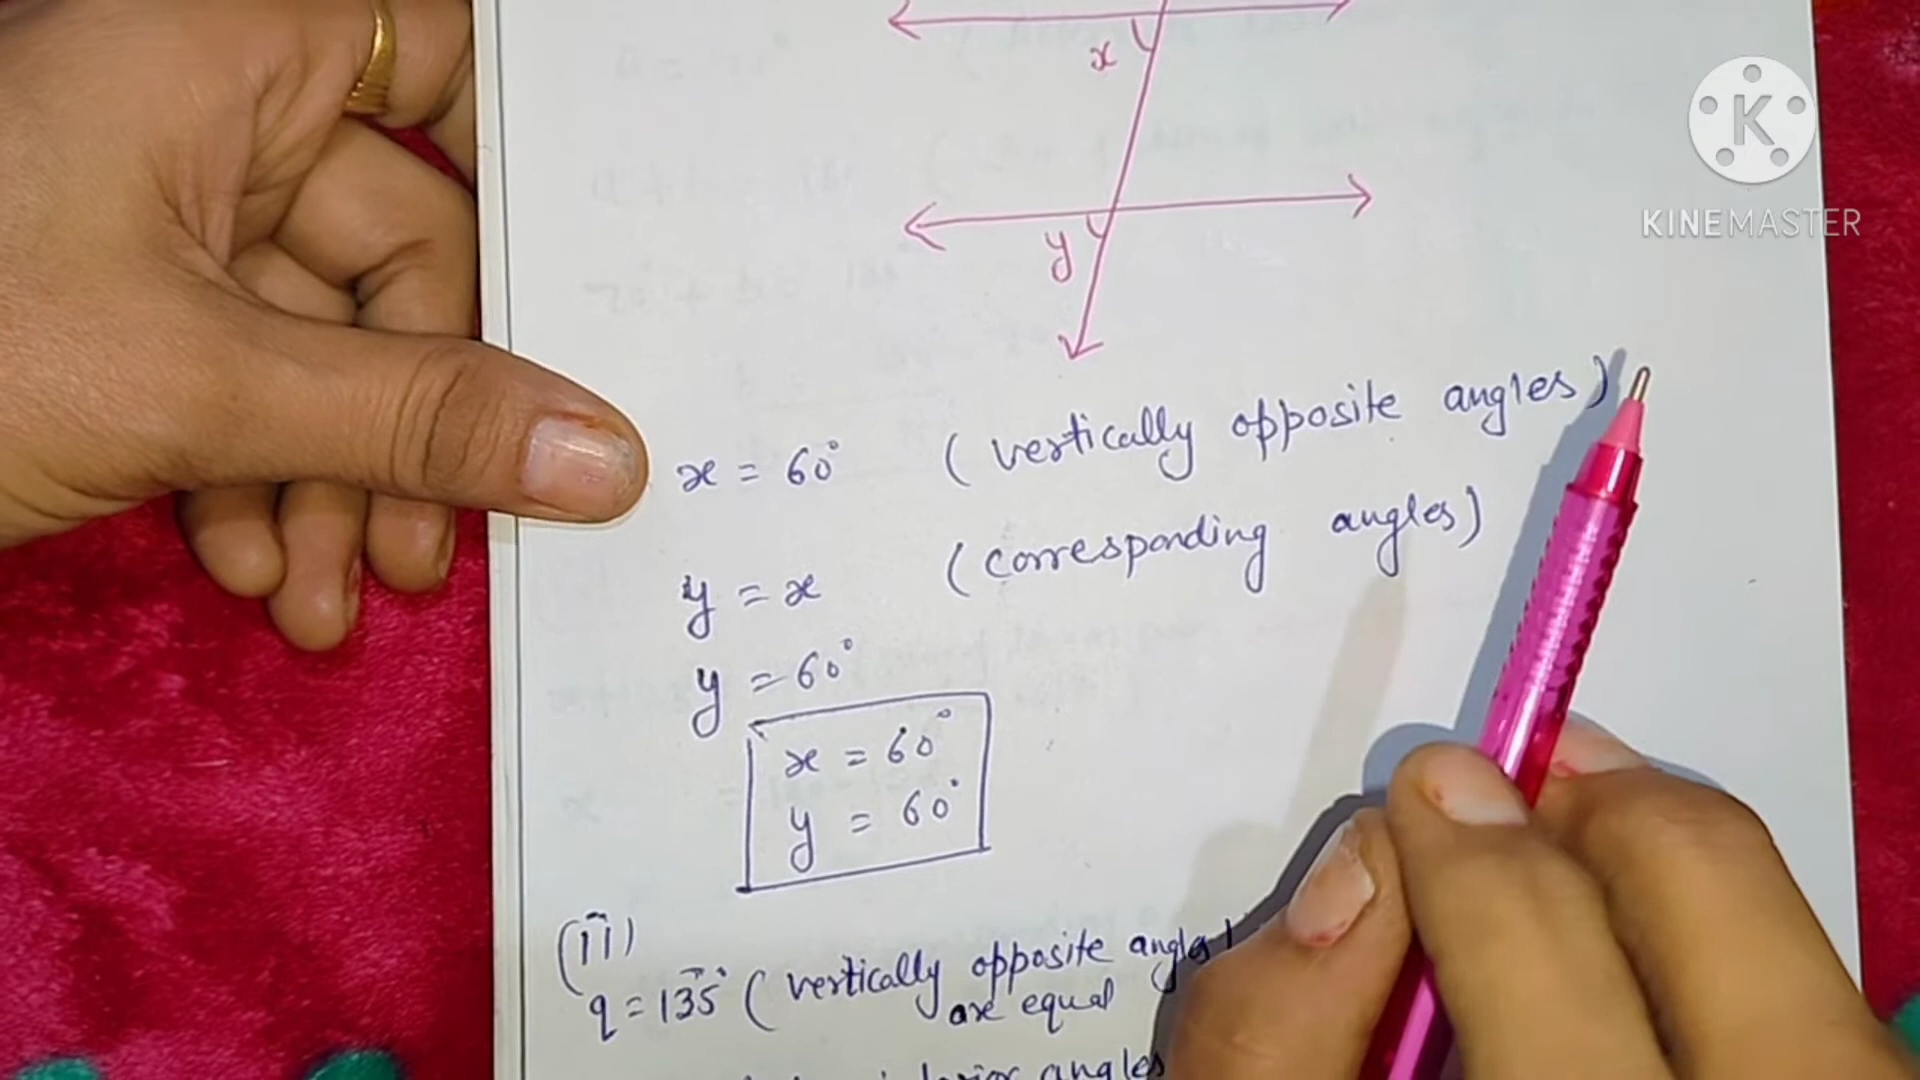 x
K
KINEMASTER
y
x = 60° (vertically opposite angles)
y = x (corresponding angles)
y = 60°
x = 60°
y = 60°
(ii)
q = 135° (vertically opposite angles
are equal
angles